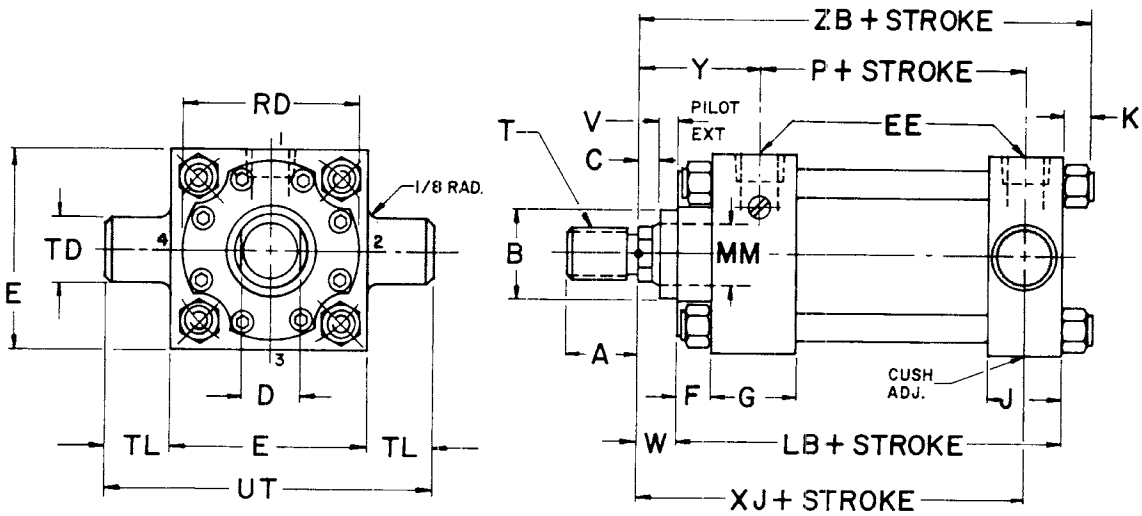 RD
1
1/8 RAD.
4
2
TD
E
3
D
TL
E
TL
UT
ZB + STROKE
Y
P + STROKE
V
PILOT
EXT
K
T
C
EE
B
MM
A
CUSH
ADJ.
F
G
J
W
LB + STROKE
XJ + STROKE